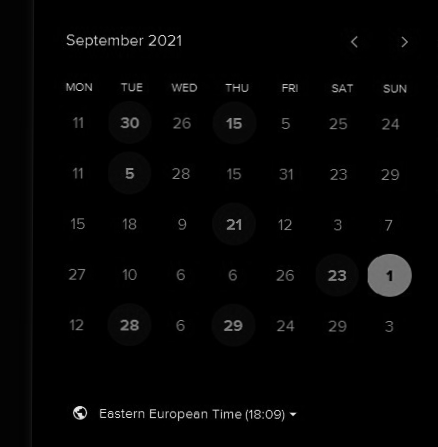 September 2021
MON TUE WED THU FRI SAT SUN
11 30 26 15 5 25 24
11 5 28 15 31 23 29
15 18 9 21 12 3 7
27 10 6 6 26 23 1
12 28 6 29 24 29 3
Eastern European Time (18:09)